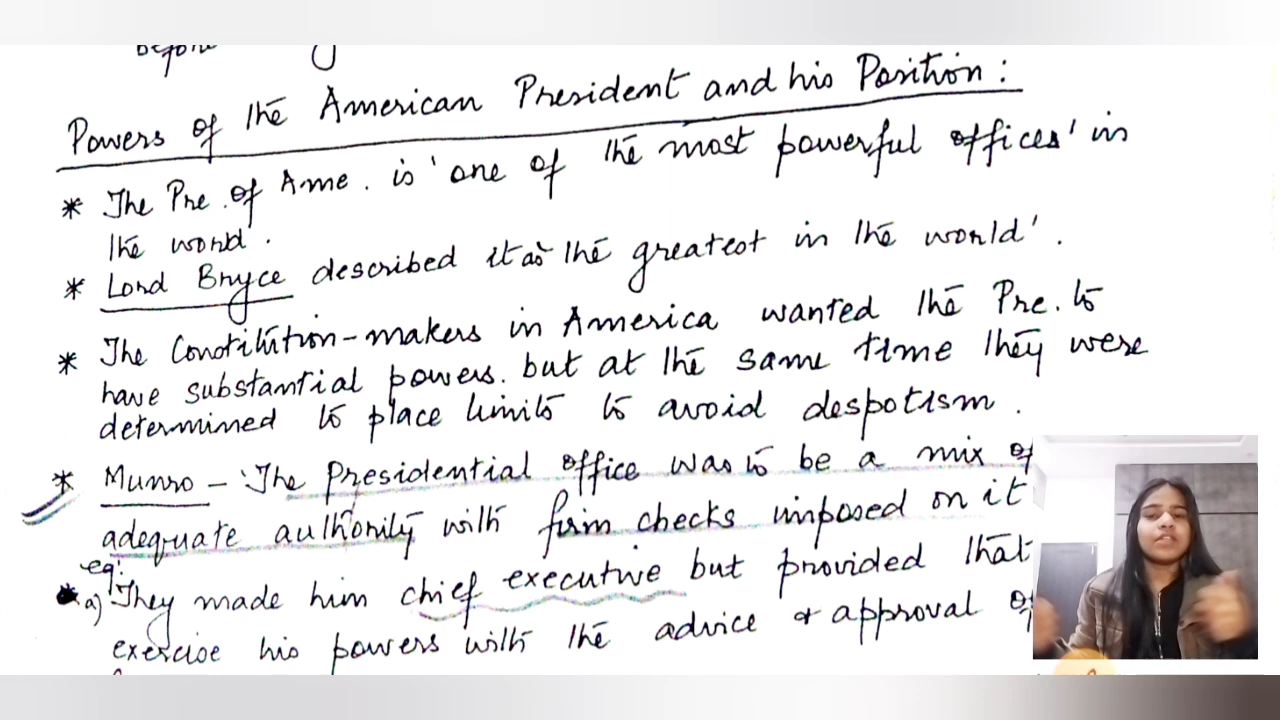 before
Powers of the American President and his Position :
* The Pre. of Ame. is 'one of the most powerful offices' in
the world.
* Lord Bryce described it as 'the greatest in the world'.
* The Constitution-makers in America wanted the Pre. to
have substantial powers. but at the same time they were
determined to place limits to avoid despotism.
* Munro - 'The Presidential office was to be a mix of
adequate authority with firm checks imposed on it
eg:
* a) They made him chief executive but provided that
exercise his powers with the advice & approval of